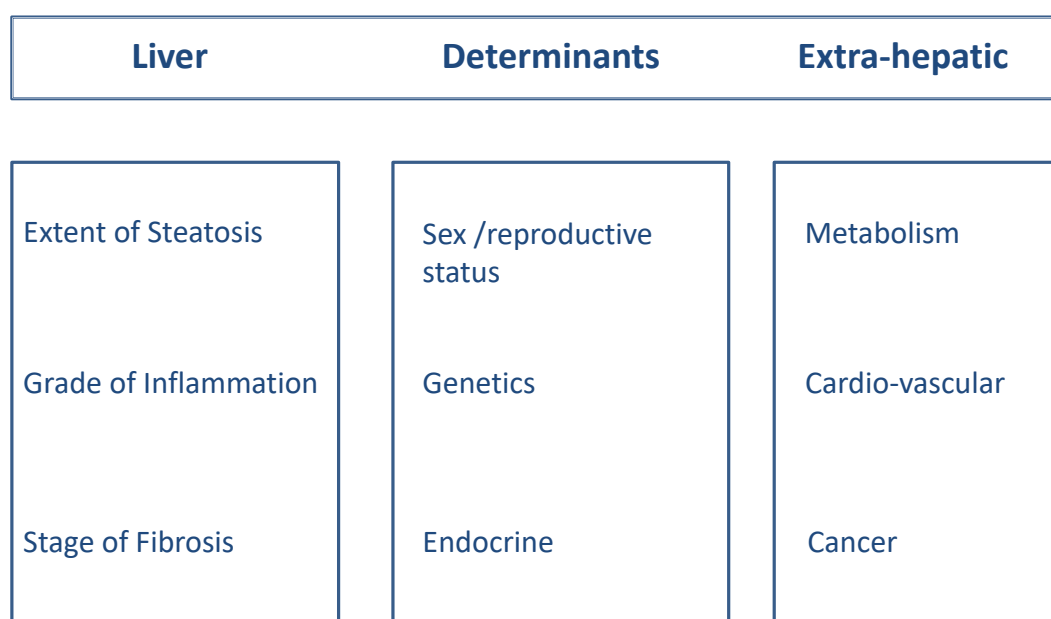 Liver Determinants Extra-hepatic
Extent of Steatosis
Grade of Inflammation
Stage of Fibrosis
Sex /reproductive
status
Genetics
Endocrine
Metabolism
Cardio-vascular
Cancer